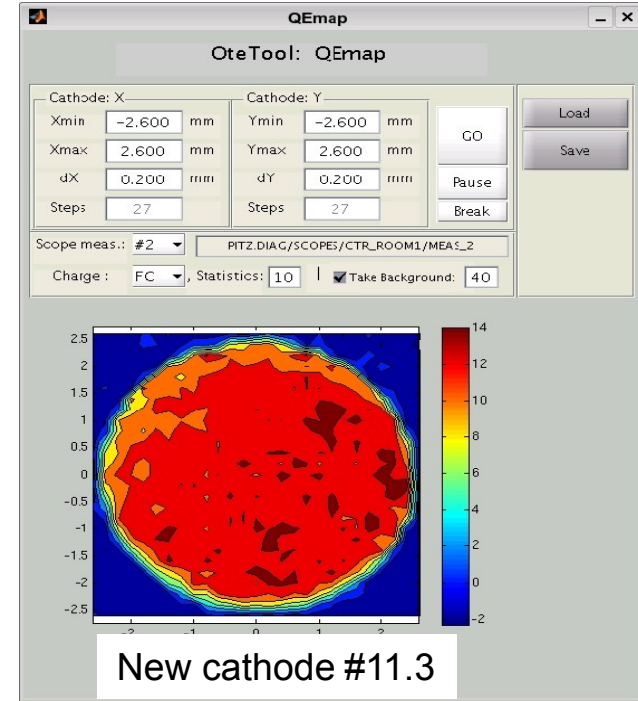 QEmap
OteTool: QEmap
Cathode: X
Cathode: Y
Xmin -2.600 mm
Ymin -2.600 mm
GO
Load
Xmax 2.600 mm
Ymax 2.600 mm
Save
dX 0.200 mm
dY 0.200 mm
Pause
Steps 27
Steps 27
Break
Scope meas.: #2 PITZ.DIAG/SCOPES/CTR_ROOM1/MEAS_2
Charge : FC , Statistics: 10 | Take Background: 40
2.5
2
1.5
1
0.5
0
-0.5
-1
-1.5
-2
-2.5
-2 -1 0 1 2
14
12
10
8
6
4
2
0
-2
New cathode #11.3